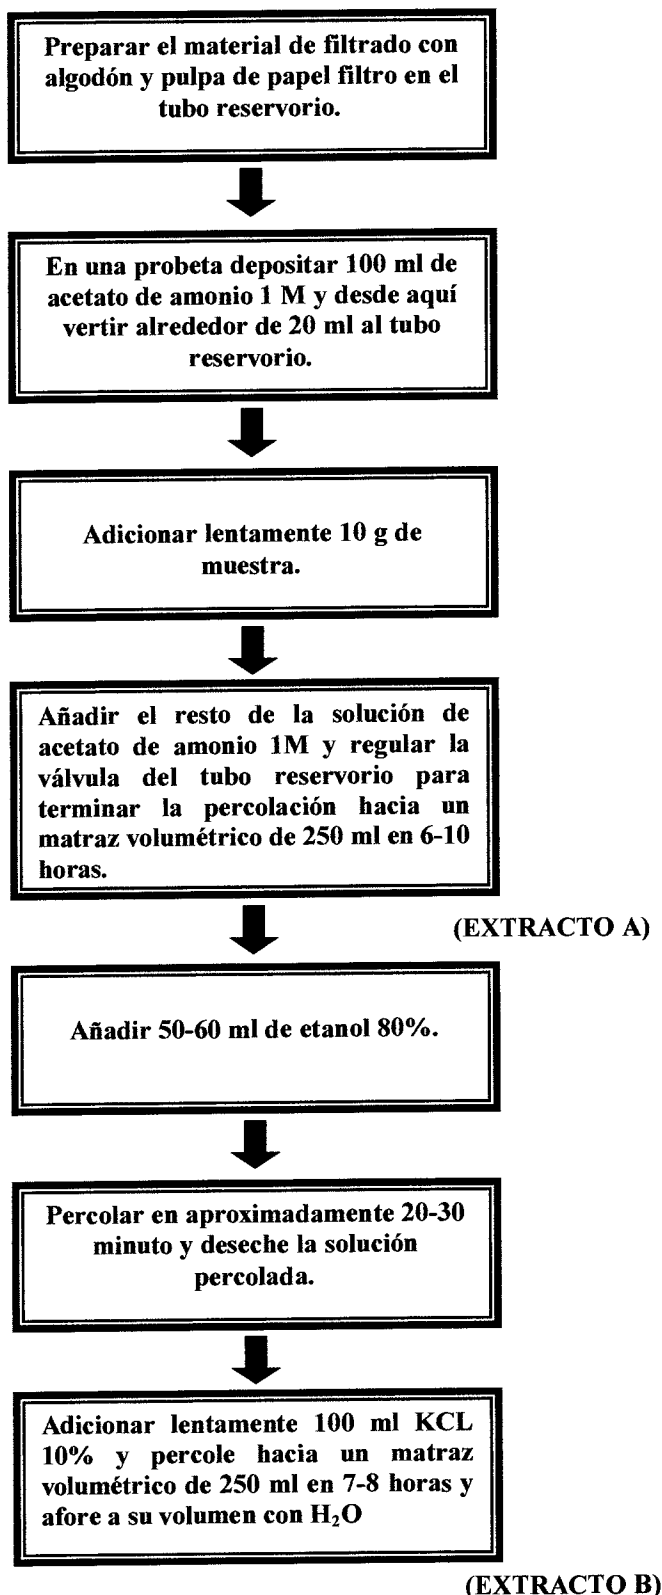 Preparar el material de filtrado con
algodón y pulpa de papel filtro en el
tubo reservorio.
En una probeta depositar 100 ml de
acetato de amonio 1 M y desde aquí
vertir alrededor de 20 ml al tubo
reservorio.
Adicionar lentamente 10 g de
muestra.
Añadir el resto de la solución de
acetato de amonio 1M y regular la
válvula del tubo reservorio para
terminar la percolación hacia un
matraz volumétrico de 250 ml en 6-10
horas.
(EXTRACTO A)
Añadir 50-60 ml de etanol 80%.
Percolar en aproximadamente 20-30
minuto y deseche la solución
percolada.
Adicionar lentamente 100 ml KCL
10% y percole hacia un matraz
volumétrico de 250 ml en 7-8 horas y
afore a su volumen con H₂O
(EXTRACTO B)